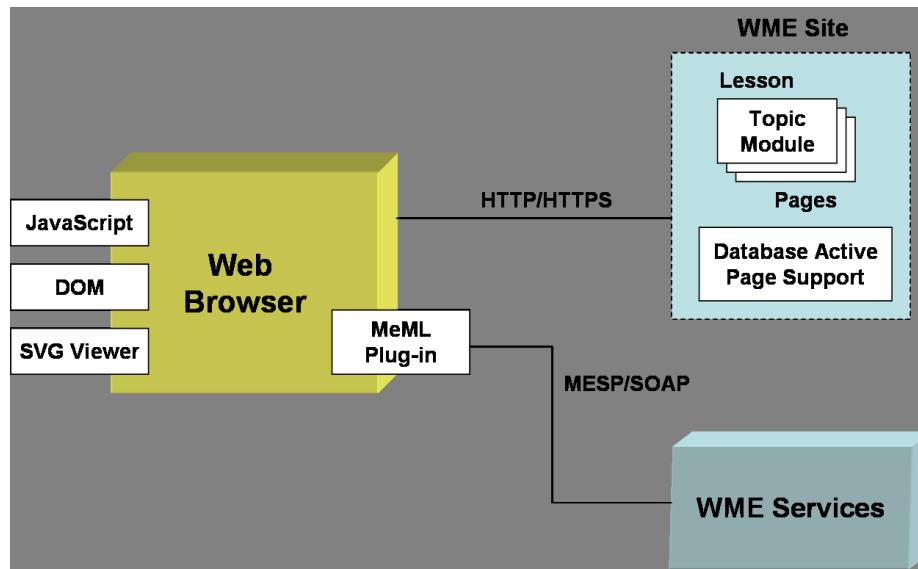 WME Site
Lesson
Topic
Module
Pages
Database Active
Page Support
HTTP/HTTPS
JavaScript
DOM
SVG Viewer
Web
Browser
MeML
Plug-in
MESP/SOAP
WME Services